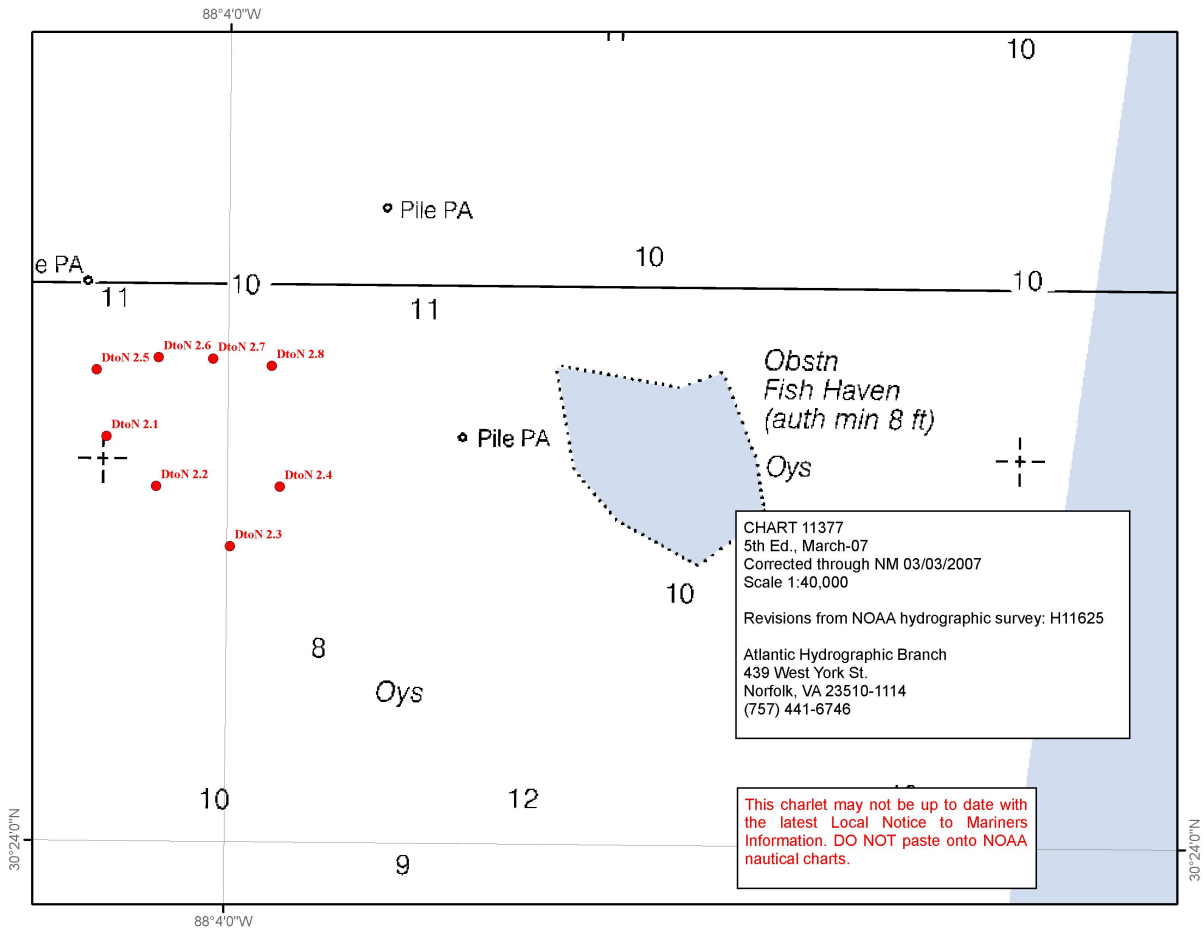 88°4'0"W
10
Pile PA
e PA
10
10
10
11
11
DtoN 2.5
DtoN 2.6
DtoN 2.7
DtoN 2.8
Obstn
Fish Haven
(auth min 8 ft)
DtoN 2.1
Pile PA
Oys
DtoN 2.2
DtoN 2.4
DtoN 2.3
CHART 11377
5th Ed., March-07
Corrected through NM 03/03/2007
Scale 1:40,000
Revisions from NOAA hydrographic survey: H11625
Atlantic Hydrographic Branch
439 West York St.
Norfolk, VA 23510-1114
(757) 441-6746
10
8
Oys
10
12
This charlet may not be up to date with
the latest Local Notice to Mariners
Information. DO NOT paste onto NOAA
nautical charts.
30°24'0"N
30°24'0"N
9
88°4'0"W